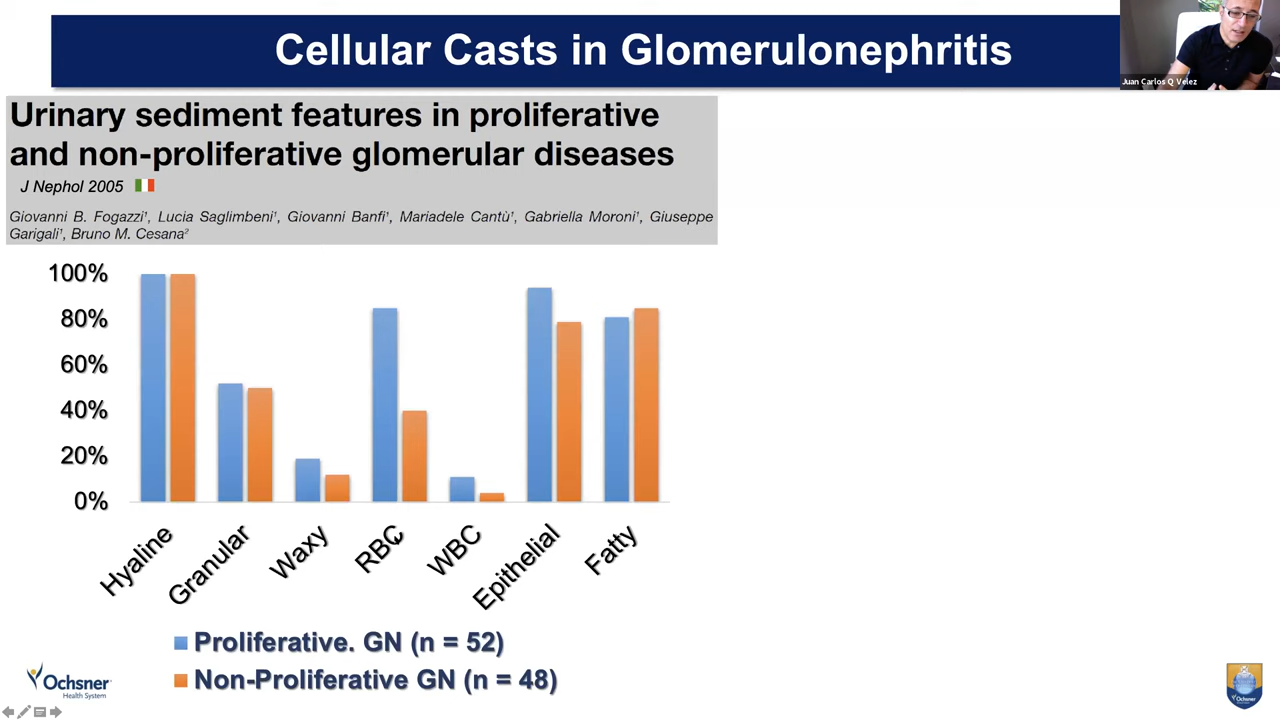 Cellular Casts in Glomerulonephritis
Juan Carlos Q Velez
Urinary sediment features in proliferative
and non-proliferative glomerular diseases
J Nephol 2005
Giovanni B. Fogazzi¹, Lucia Saglimbeni¹, Giovanni Banfi¹, Mariadele Cantù¹, Gabriella Moroni¹, Giuseppe
Garigali¹, Bruno M. Cesana²
100%
80%
60%
40%
20%
0%
Hyaline
Granular
Waxy
RBC
WBC
Epithelial
Fatty
Proliferative. GN (n = 52)
Non-Proliferative GN (n = 48)
Ochsner
Health System
Ochsner